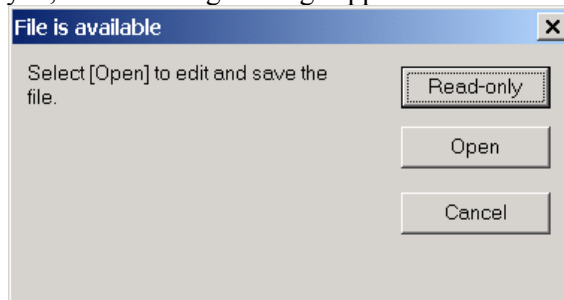 File is available
Select [Open] to edit and save the
file.
Read-only
Open
Cancel